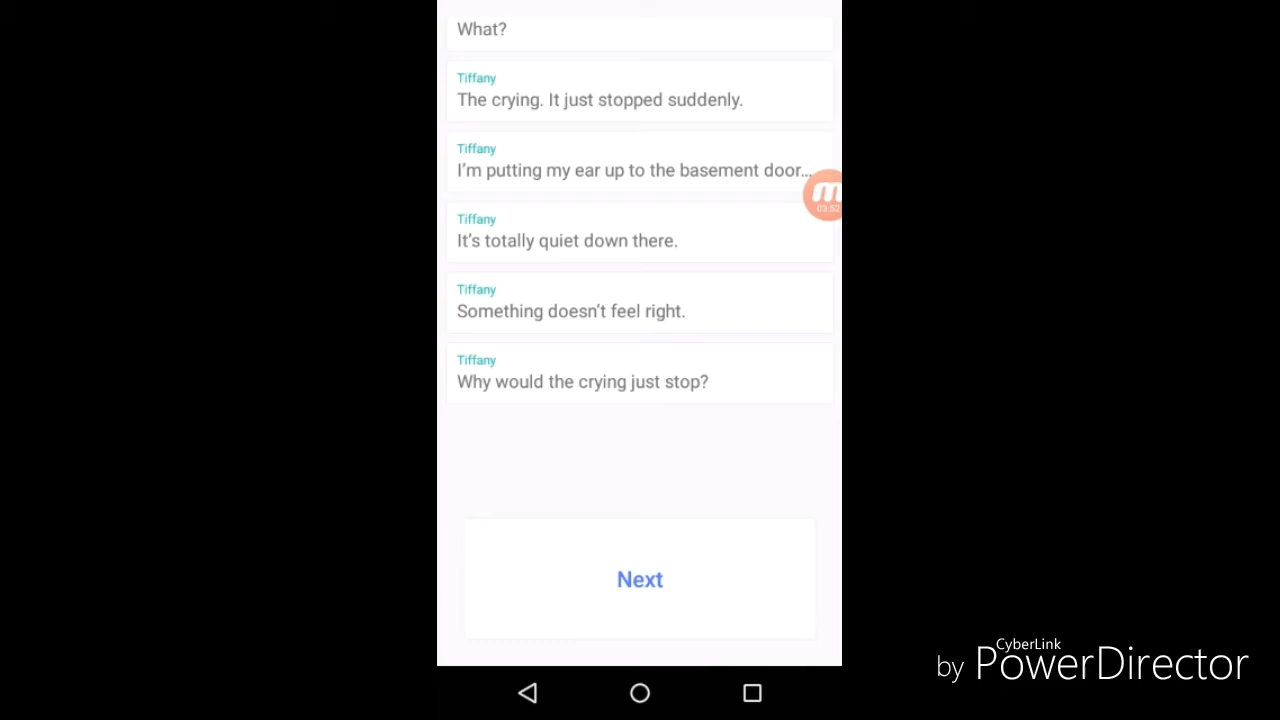 What?
Tiffany
The crying. It just stopped suddenly.
Tiffany
I'm putting my ear up to the basement door...
03:52
Tiffany
It's totally quiet down there.
Tiffany
Something doesn't feel right.
Tiffany
Why would the crying just stop?
Next
CyberLink
by PowerDirector